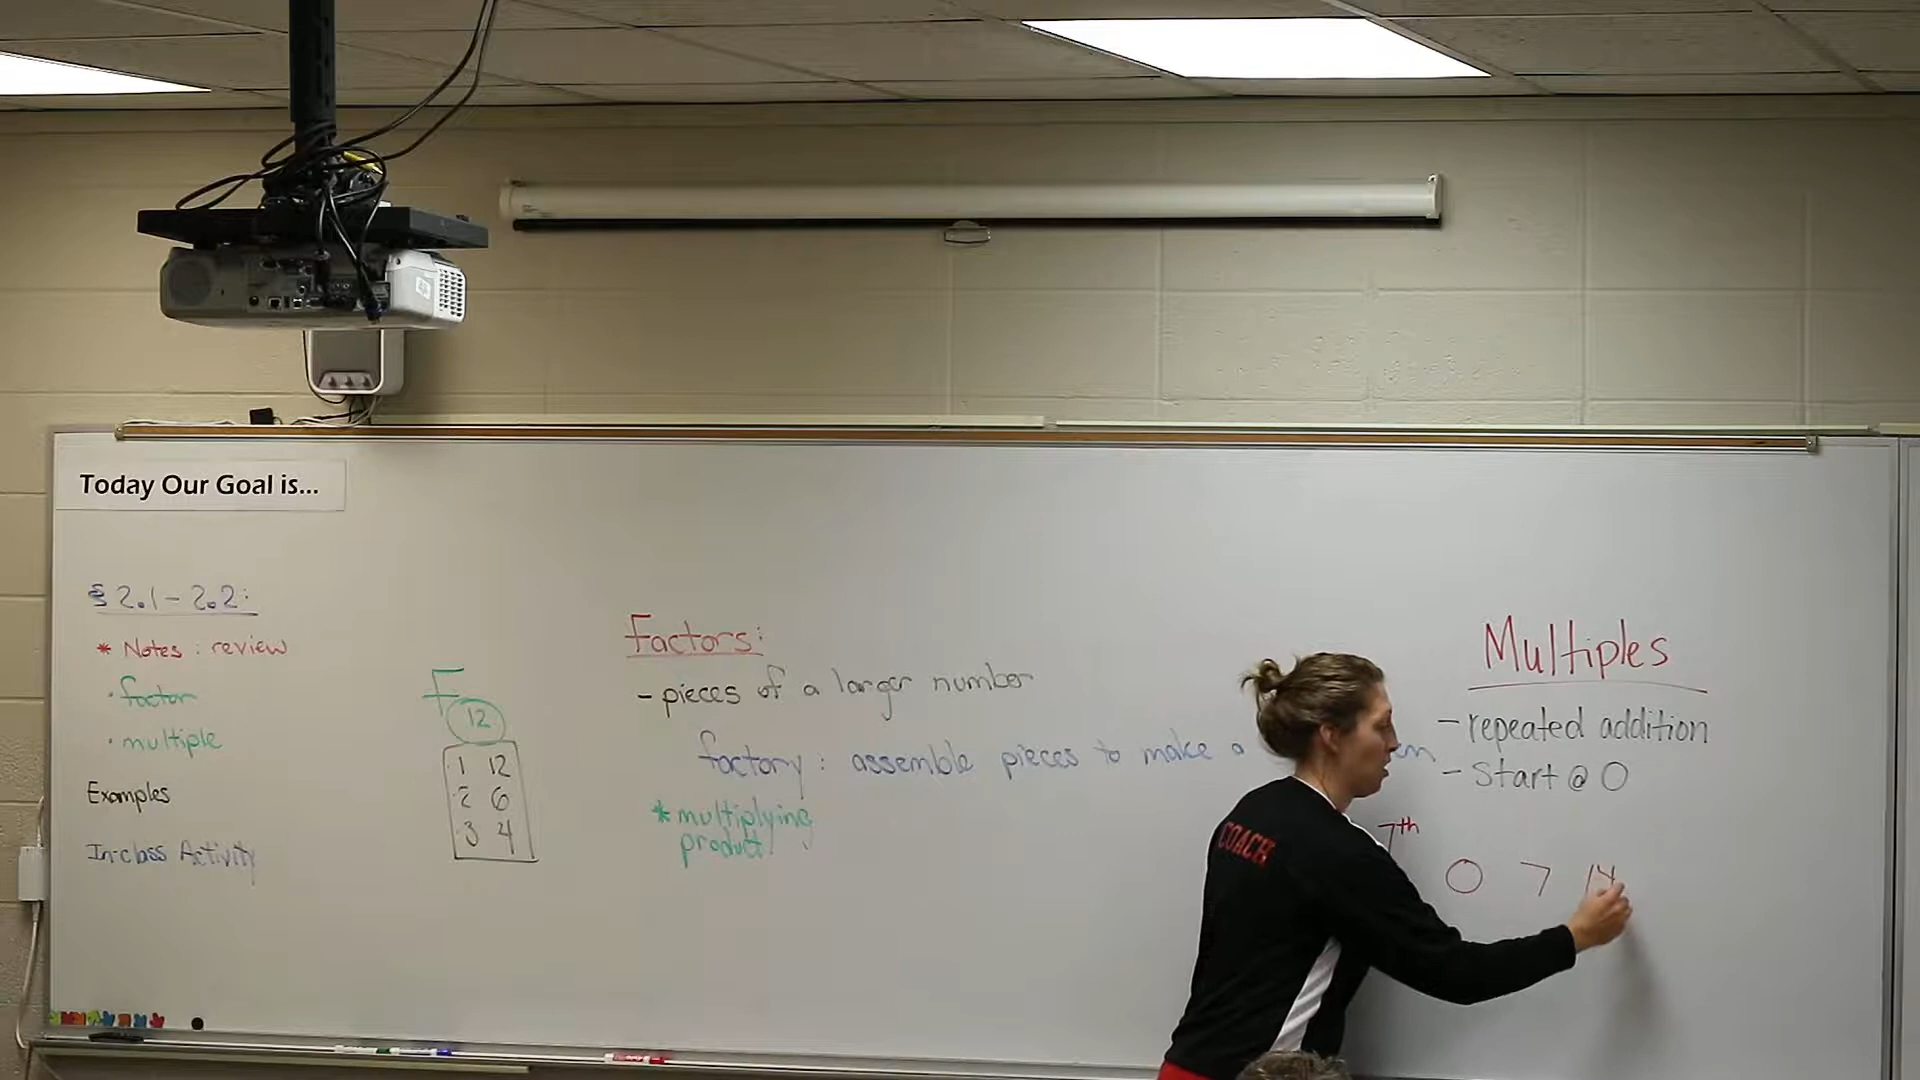 Today Our Goal is...
§ 2.1 - 2.2:
* Notes : review
· factor
· multiple
Examples
In-class Activity
F
12
1 12
2 6
3 4
Factors:
- pieces of a larger number
factory : assemble pieces to make a
* multiplying
product
Multiples
- repeated addition
- Start @ 0
7th
0 7 14
COACH